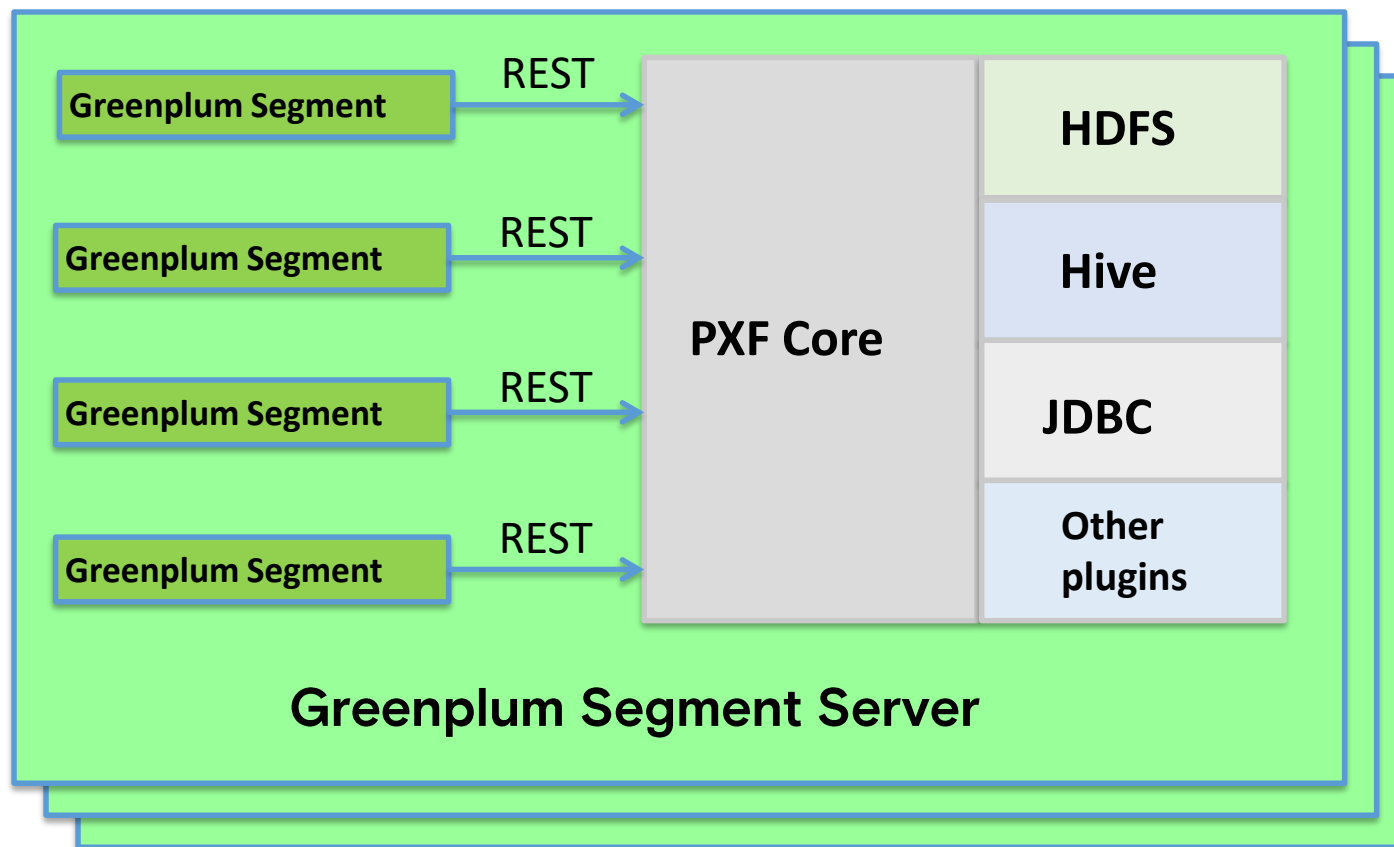 Greenplum Segment
REST
HDFS
Greenplum Segment
REST
Hive
PXF Core
Greenplum Segment
REST
JDBC
Greenplum Segment
REST
Other
plugins
Greenplum Segment Server